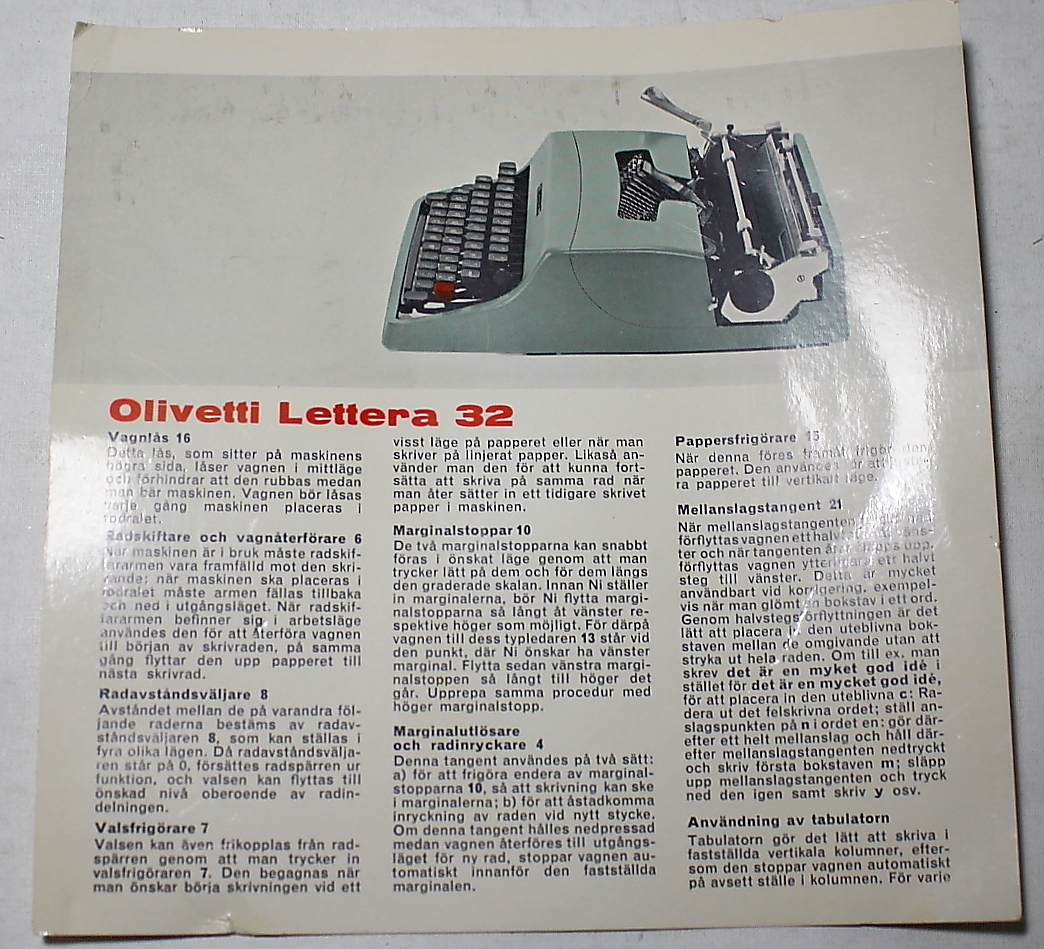 Olivetti Lettera 32
Vagnlås 16
Detta lås, som sitter på maskinens
högra sida, låser vagnen i mittläge
och förhindrar att den rubbas medan
man bär maskinen. Vagnen bör låsas
varje gång maskinen placeras i
fodralet.
Radskiftare och vagnåterförare 6
När maskinen är i bruk måste radskif-
tararmen vara framfälld mot den skri-
vande; när maskinen ska placeras i
fodralet måste armen fällas tillbaka
och ned i utgångsläget. När radskif-
tararmen befinner sig i arbetsläge
användes den för att återföra vagnen
till början av skrivraden, på samma
gång flyttar den upp papperet till
nästa skrivrad.
Radavståndsväljare 8
Avståndet mellan de på varandra föl-
jande raderna bestäms av radav-
ståndsväljaren 8, som kan ställas i
fyra olika lägen. Då radavståndsvälja-
ren står på 0, försättes radspärren ur
funktion, och valsen kan flyttas till
önskad nivå oberoende av radin-
delningen.
Valsfrigörare 7
Valsen kan även frikopplas från rad-
spärren genom att man trycker in
valsfrigöraren 7. Den begagnas när
man önskar börja skrivningen vid ett
visst läge på papperet eller när man
skriver på linjerat papper. Likaså an-
vänder man den för att kunna fort-
sätta att skriva på samma rad när
man åter sätter in ett tidigare skrivet
papper i maskinen.
Marginalstoppar 10
De två marginalstopparna kan snabbt
föras i önskat läge genom att man
trycker lätt på dem och för dem längs
den graderade skalan. Innan Ni ställer
in marginalerna, bör Ni flytta margi-
nalstopparna så långt åt vänster re-
spektive höger som möjligt. För därpå
vagnen till dess typledaren 13 står vid
den punkt, där Ni önskar ha vänster
marginal. Flytta sedan vänstra margi-
nalstoppen så långt till höger det
går. Upprepa samma procedur med
höger marginalstopp.
Marginalutlösare
och radinryckare 4
Denna tangent användes på två sätt:
a) för att frigöra endera av marginal-
stopparna 10, så att skrivning kan ske
i marginalerna; b) för att åstadkomma
inryckning av raden vid nytt stycke.
Om denna tangent hålles nedpressad
medan vagnen återföres till utgångs-
läget för ny rad, stoppar vagnen au-
tomatiskt innanför den fastställda
marginalen.
Pappersfrigörare 15
När denna föres framåt, frigör den
papperet. Den användes för att juste-
ra papperet till vertikalt läge.
Mellanslagstangent 21
När mellanslagstangenten
förflyttas vagnen ett halvt
ter och när tangenten åter släpps upp,
förflyttas vagnen ytterligare ett halvt
steg till vänster. Detta är mycket
användbart vid korrigering, exempel-
vis när man glömt en bokstav i ett ord.
Genom halvstegsförflyttningen är det
lätt att placera in den uteblivna bok-
staven mellan de omgivande utan att
stryka ut hela raden. Om till ex. man
skrev det är en myket god idé i
stället för det är en mycket god idé,
för att placera in den uteblivna c: Ra-
dera ut det felskrivna ordet; ställ an-
slagspunkten på n i ordet en: gör där-
efter ett helt mellanslag och håll där-
efter mellanslagstangenten nedtryckt
och skriv första bokstaven m; släpp
upp mellanslagstangenten och tryck
ned den igen samt skriv y osv.
Användning av tabulatorn
Tabulatorn gör det lätt att skriva i
fastställda vertikala kolumner, efter-
som den stoppar vagnen automatiskt
på avsett ställe i kolumnen. För varje